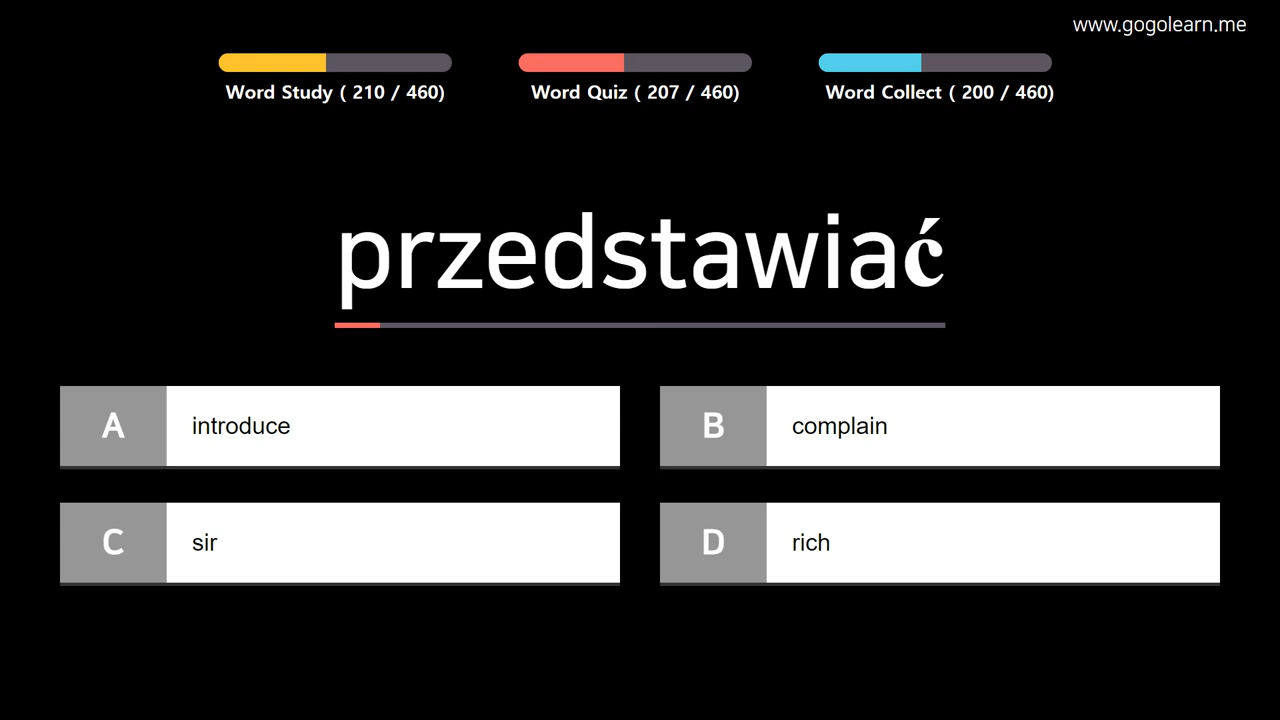 www.gogolearn.me
Word Study ( 210 / 460)
Word Quiz ( 207 / 460)
Word Collect ( 200 / 460)
przedstawiać
A introduce
B complain
C sir
D rich